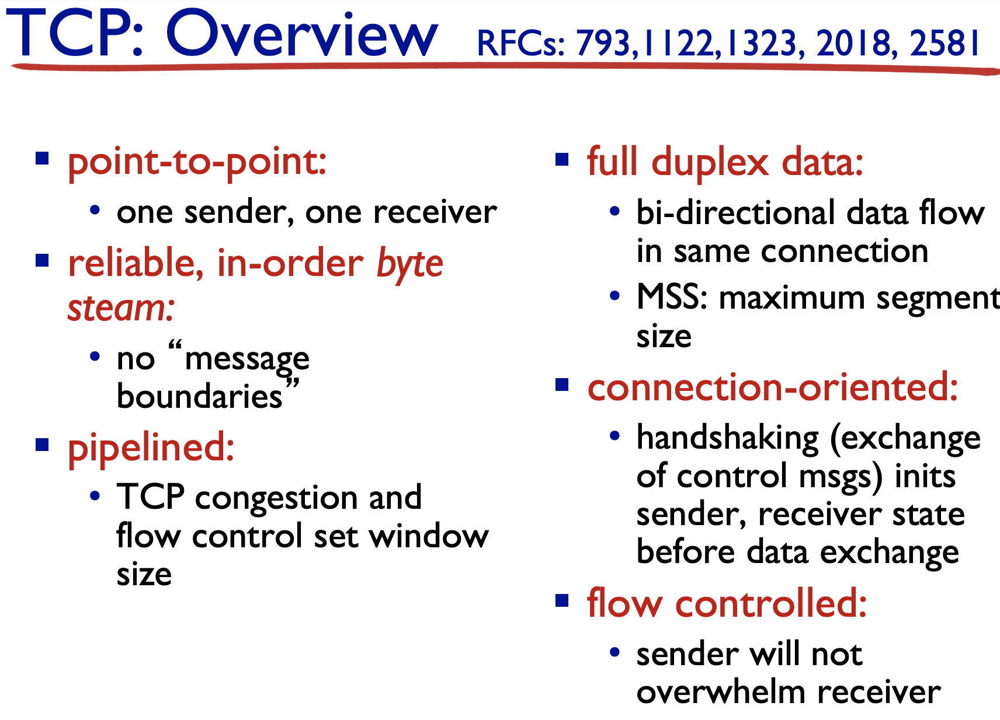 TCP: Overview RFCs: 793,1122,1323, 2018, 2581
point-to-point:
• one sender, one receiver
reliable, in-order byte
steam:
• no “message
boundaries”
pipelined:
• TCP congestion and
flow control set window
size
full duplex data:
• bi-directional data flow
in same connection
• MSS: maximum segment
size
connection-oriented:
• handshaking (exchange
of control msgs) inits
sender, receiver state
before data exchange
flow controlled:
• sender will not
overwhelm receiver